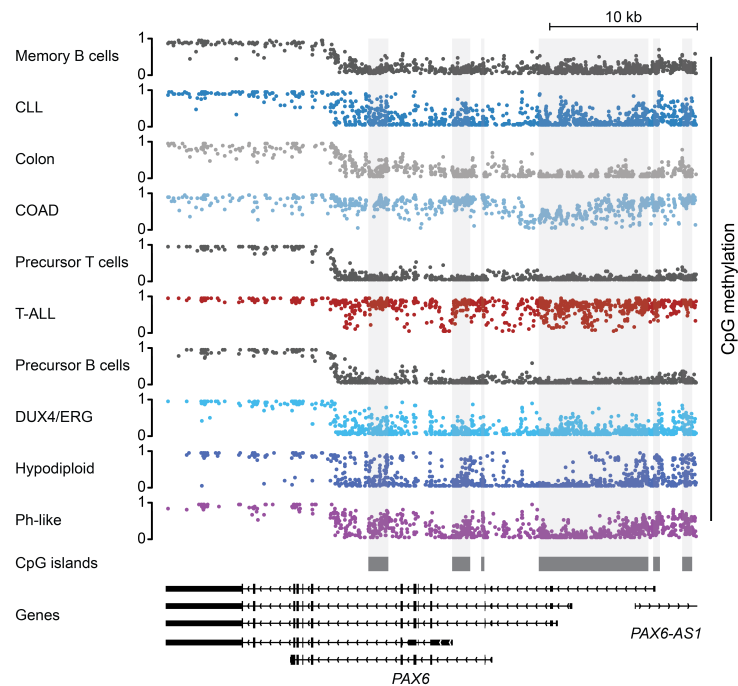 10 kb
Memory B cells
1
0
CLL
1
0
Colon
1
0
COAD
1
0
Precursor T cells
1
0
T-ALL
1
0
Precursor B cells
1
0
DUX4/ERG
1
0
Hypodiploid
1
0
Ph-like
1
0
CpG methylation
CpG islands
Genes
PAX6-AS1
PAX6